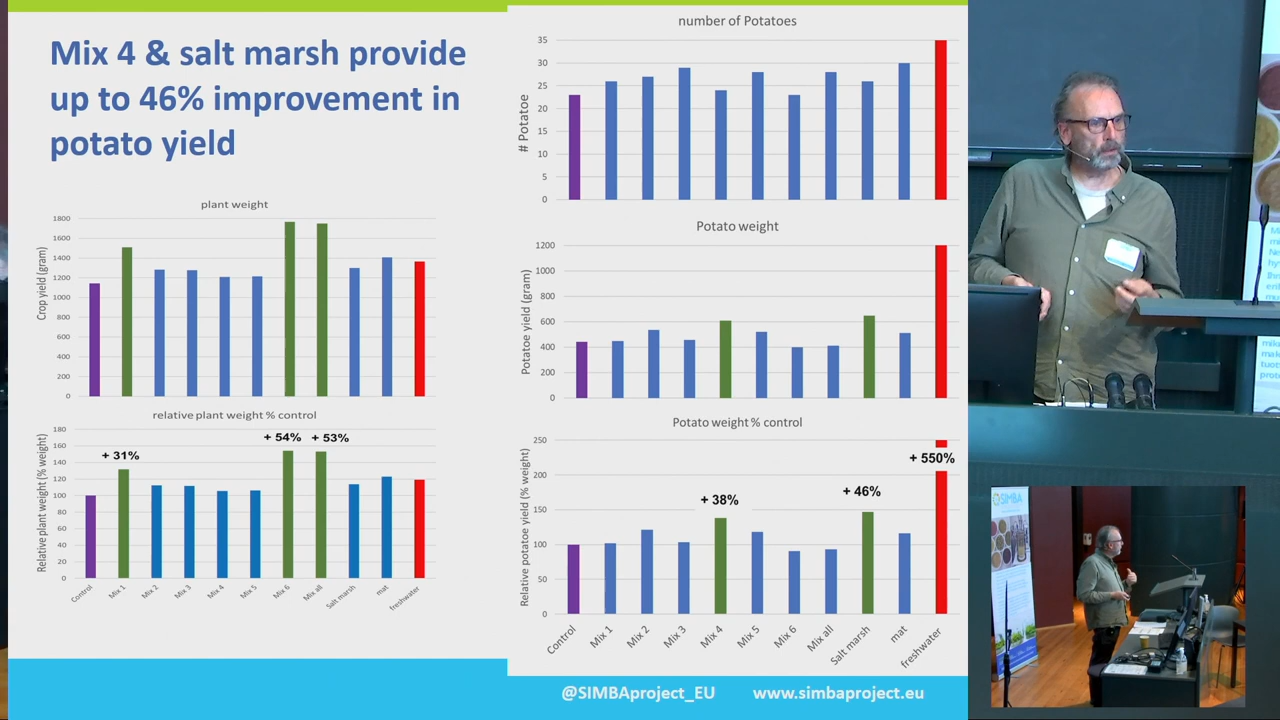 Mix 4 & salt marsh provide
up to 46% improvement in
potato yield
plant weight
Crop yield (gram)
1800
1600
1400
1200
1000
800
600
400
200
0
relative plant weight % control
Relative plant weight (% weight)
180
160
140
120
100
80
60
40
20
0
+ 31%
+ 54%
+ 53%
Control
Mix 1
Mix 2
Mix 3
Mix 4
Mix 5
Mix 6
Mix all
Salt marsh
mat
freshwater
number of Potatoes
# Potatoe
35
30
25
20
15
10
5
0
Potato weight
Potatoe yield (gram)
1200
1000
800
600
400
200
0
Potato weight % control
Relative potatoe yield (% weight)
250
200
150
100
50
0
+ 38%
+ 46%
+ 550%
Control
Mix 1
Mix 2
Mix 3
Mix 4
Mix 5
Mix 6
Mix all
Salt marsh
mat
freshwater
@SIMBAproject_EU www.simbaproject.eu
SIMBA